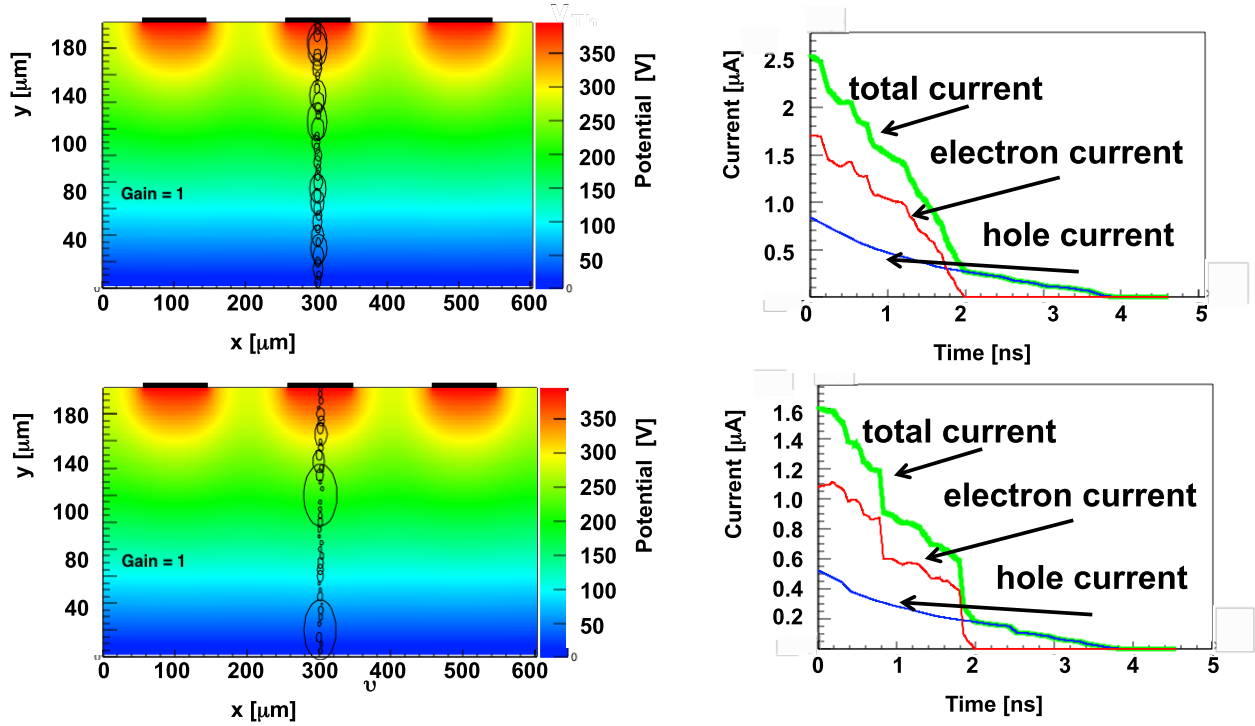 V Th
y [μm]
180
140
100
80
40
0
Gain = 1
0 100 200 300 400 500 600
x [μm]
350
300
250
200
150
100
50
0
Potential [V]
Current [μA]
2.5
2
1.5
1.0
0.5
total current
electron current
hole current
0 1 2 3 4 5
Time [ns]
y [μm]
180
140
100
80
40
0
Gain = 1
0 100 200 300 400 500 600
υ
x [μm]
350
300
250
200
150
100
50
0
Potential [V]
Current [μA]
1.6
1.4
1.2
1.0
0.8
0.6
0.4
0.2
total current
electron current
hole current
0 1 2 3 4 5
Time [ns]